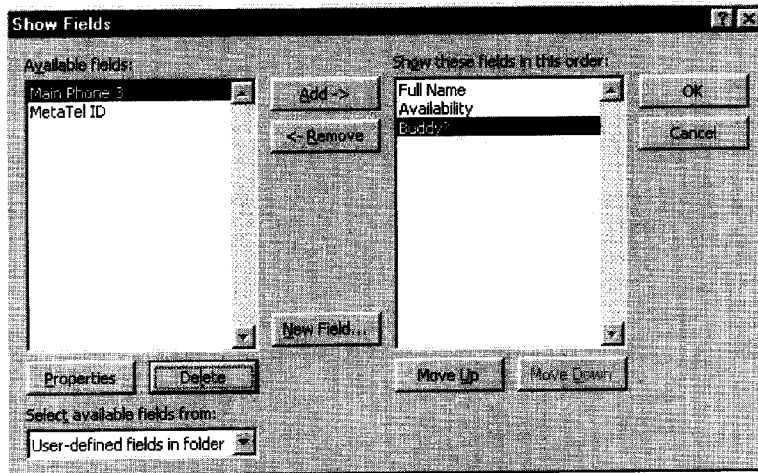 Show Fields
Available fields:
Main Phone 3
MetaTel ID
Add ->
<- Remove
New Field...
Properties
Delete
Select available fields from:
User-defined fields in folder
Show these fields in this order:
Full Name
Availability
Buddy?
Move Up
Move Down
OK
Cancel